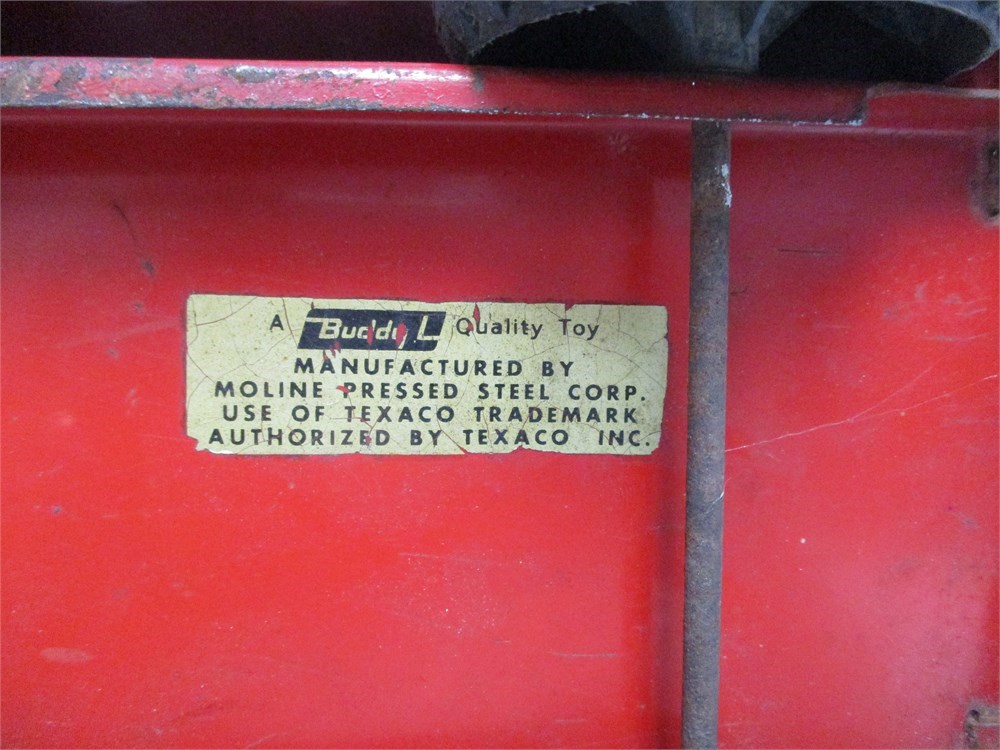 A Buddy L Quality Toy
MANUFACTURED BY
MOLINE PRESSED STEEL CORP.
USE OF TEXACO TRADEMARK
AUTHORIZED BY TEXACO INC.